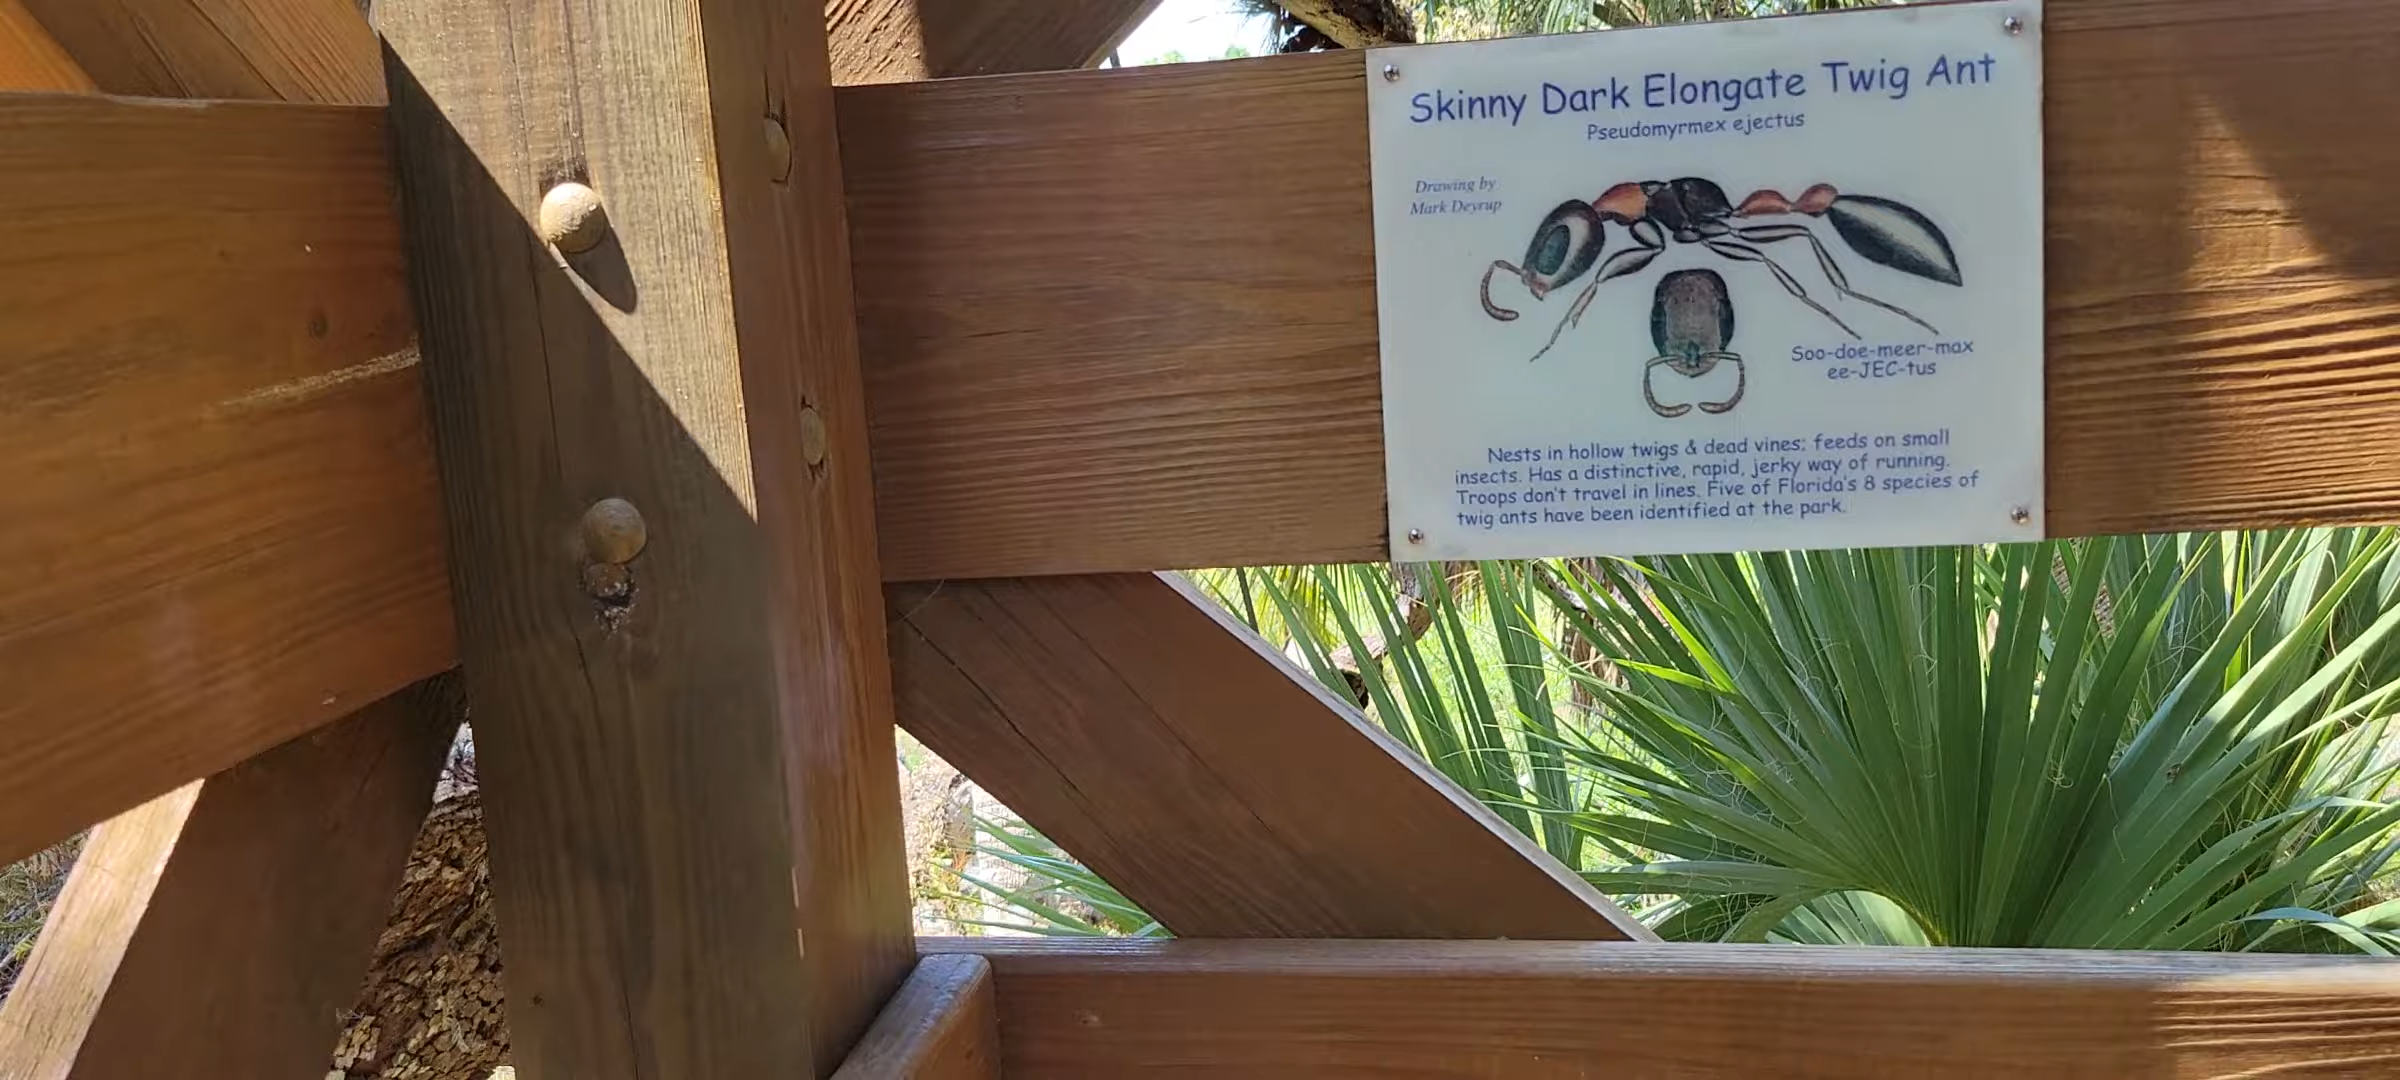 Skinny Dark Elongate Twig Ant
Pseudomyrmex ejectus
Drawing by
Mark Deyrup
Soo-doe-meer-max
ee-JEC-tus
Nests in hollow twigs & dead vines; feeds on small
insects. Has a distinctive, rapid, jerky way of running.
Troops don't travel in lines. Five of Florida's 8 species of
twig ants have been identified at the park.